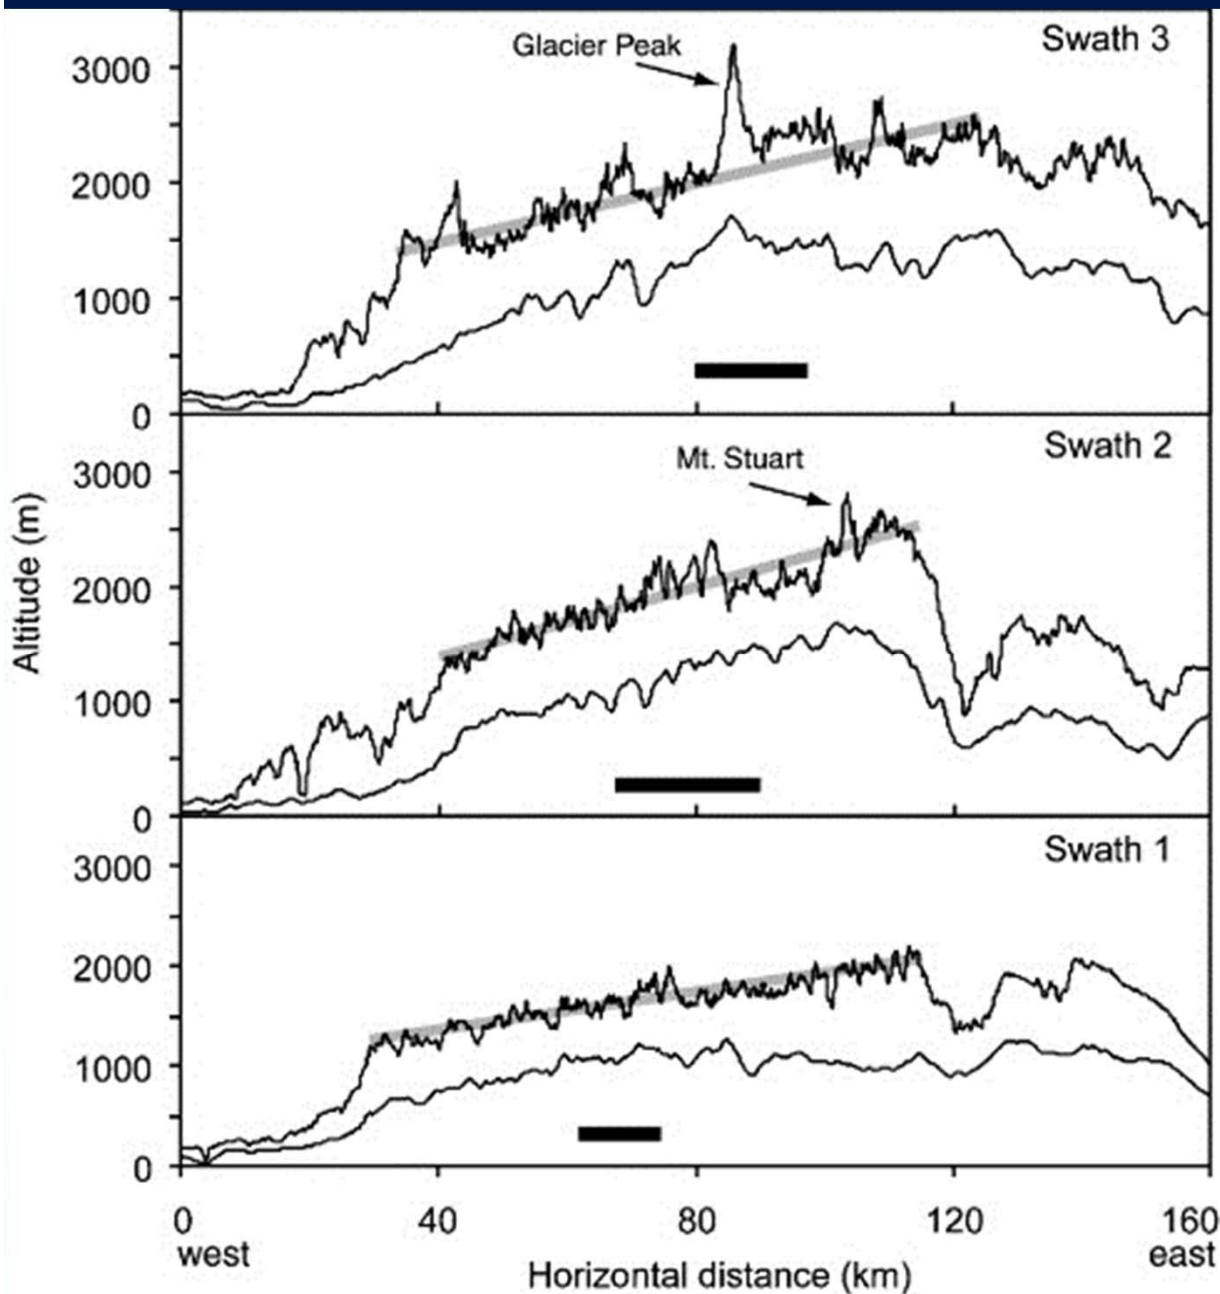 Swath 3
Glacier Peak
3000
2000
1000
0
Swath 2
Mt. Stuart
3000
2000
1000
0
Swath 1
3000
2000
1000
0
Altitude (m)
0 40 80 120 160
west east
Horizontal distance (km)